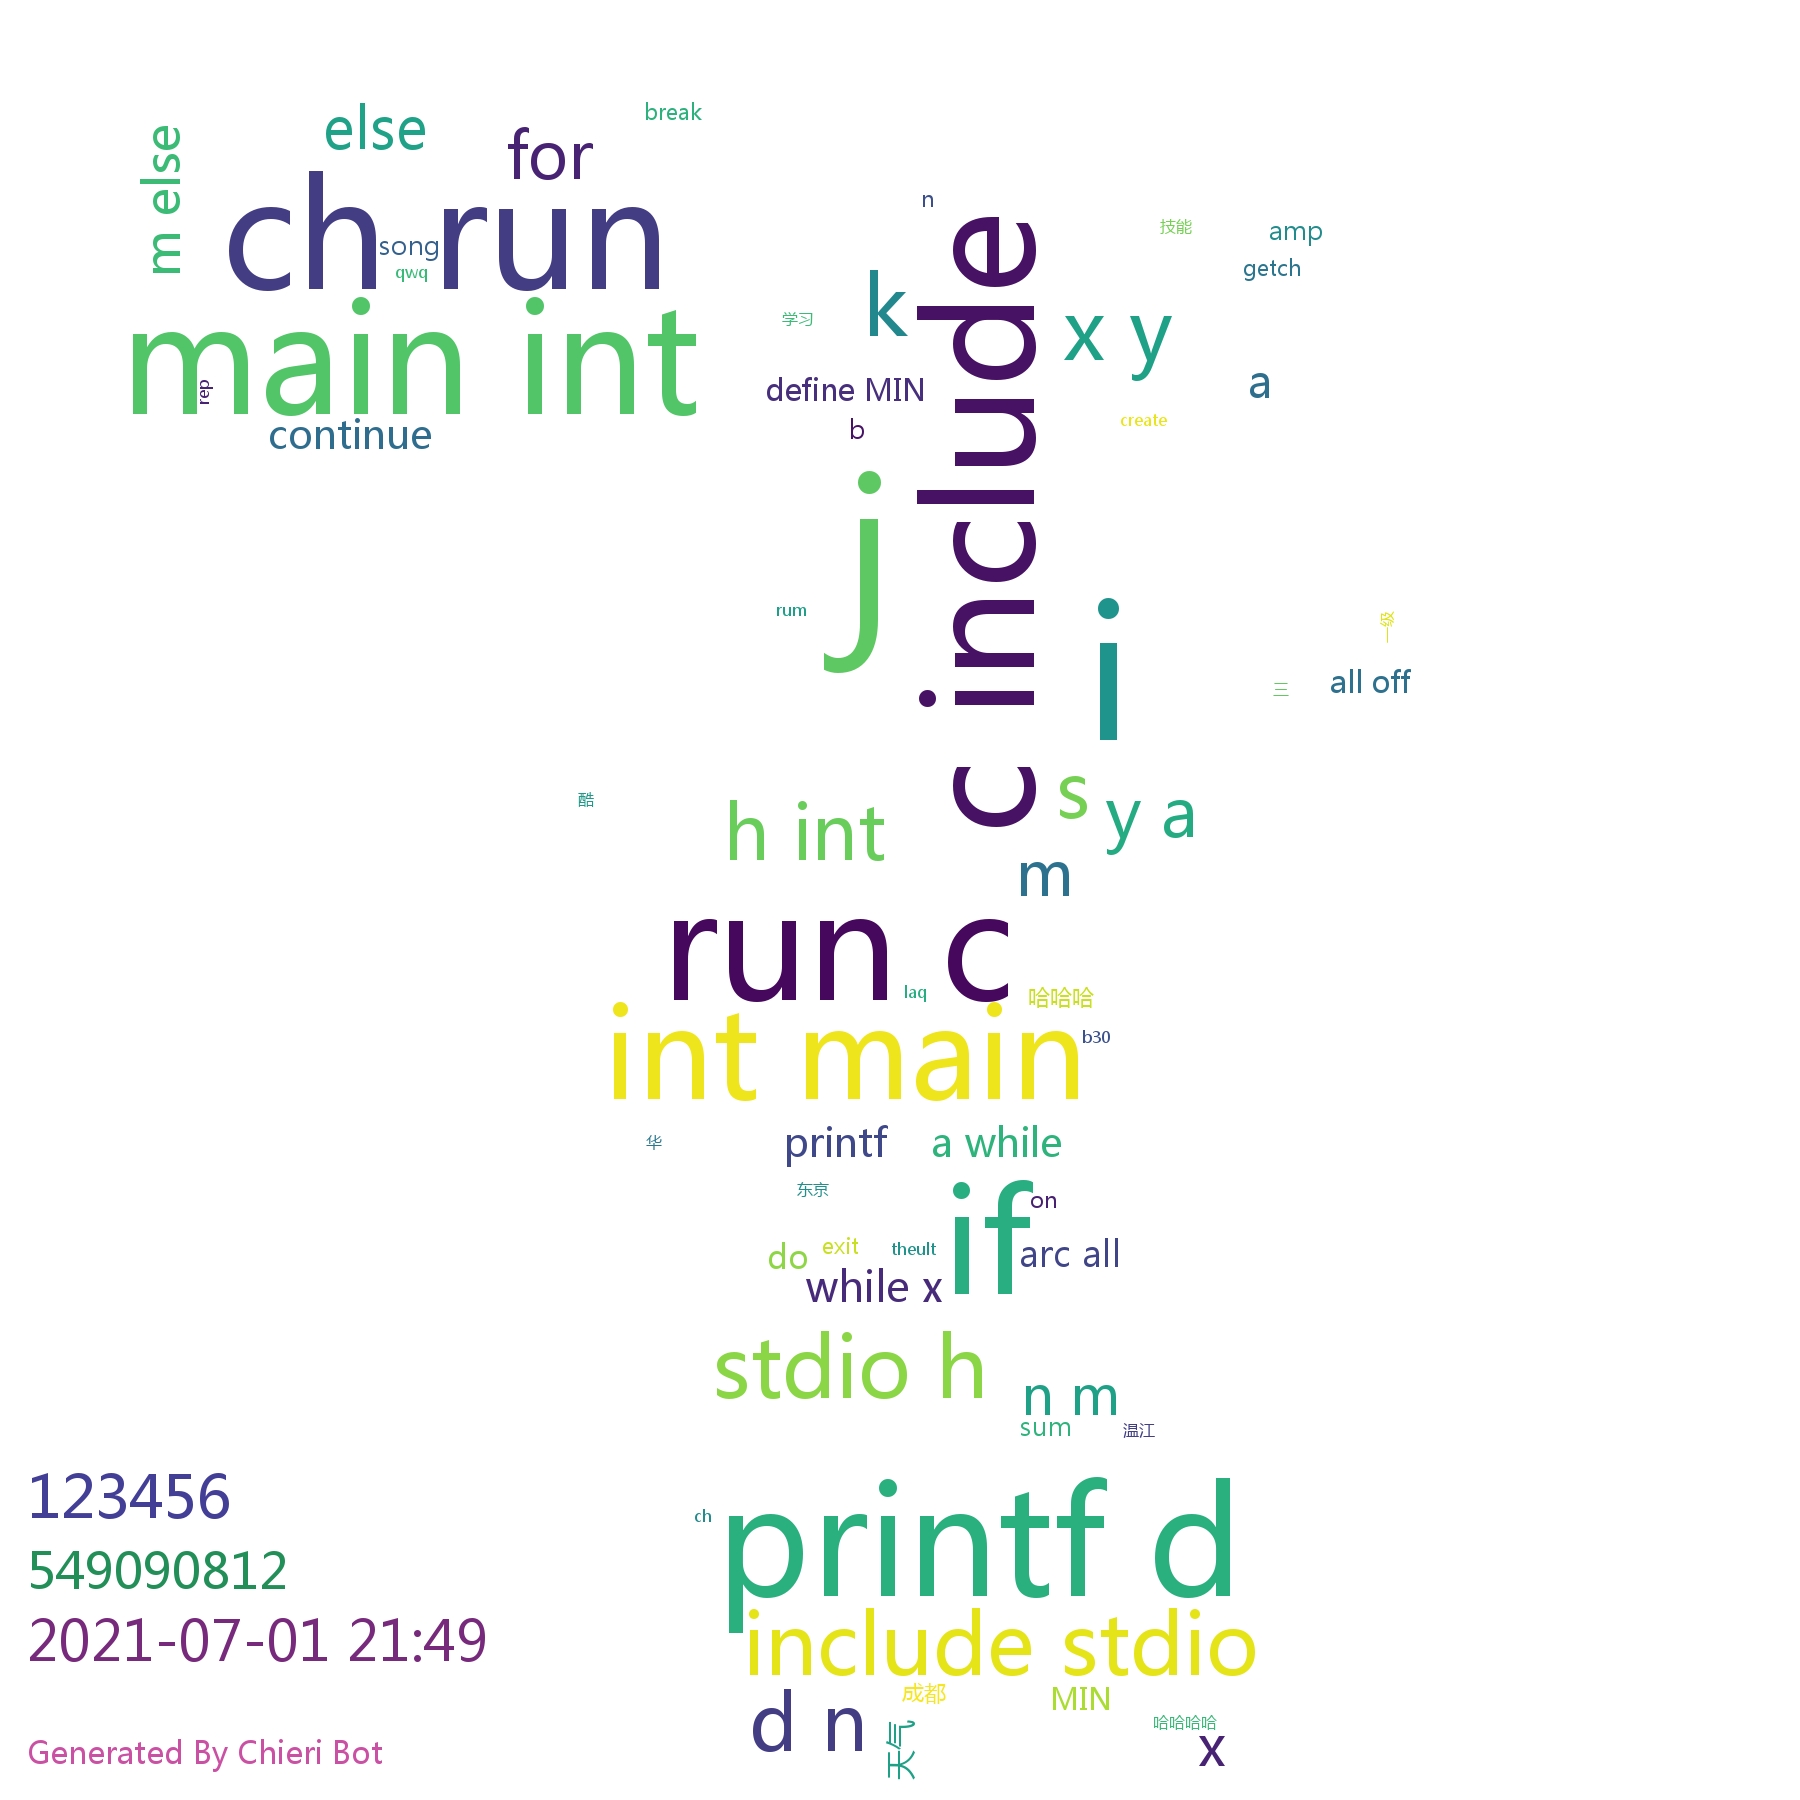 break
else
for
m else
ch run
n
技能
amp
song
getch
qwq
include
k
学习
x y
main int
define MIN
a
rep
create
b
continue
j
rum
i
一级
all off
三
c include
酷
s
h int
y a
m
run c
laq
哈哈哈
int main
b30
华
printf
a while
东京
if
on
do
exit
theult
arc all
while x
stdio h
n m
sum
温江
123456
ch
printf d
549090812
2021-07-01 21:49
include stdio
成都
MIN
d n
哈哈哈哈
天气
x
Generated By Chieri Bot